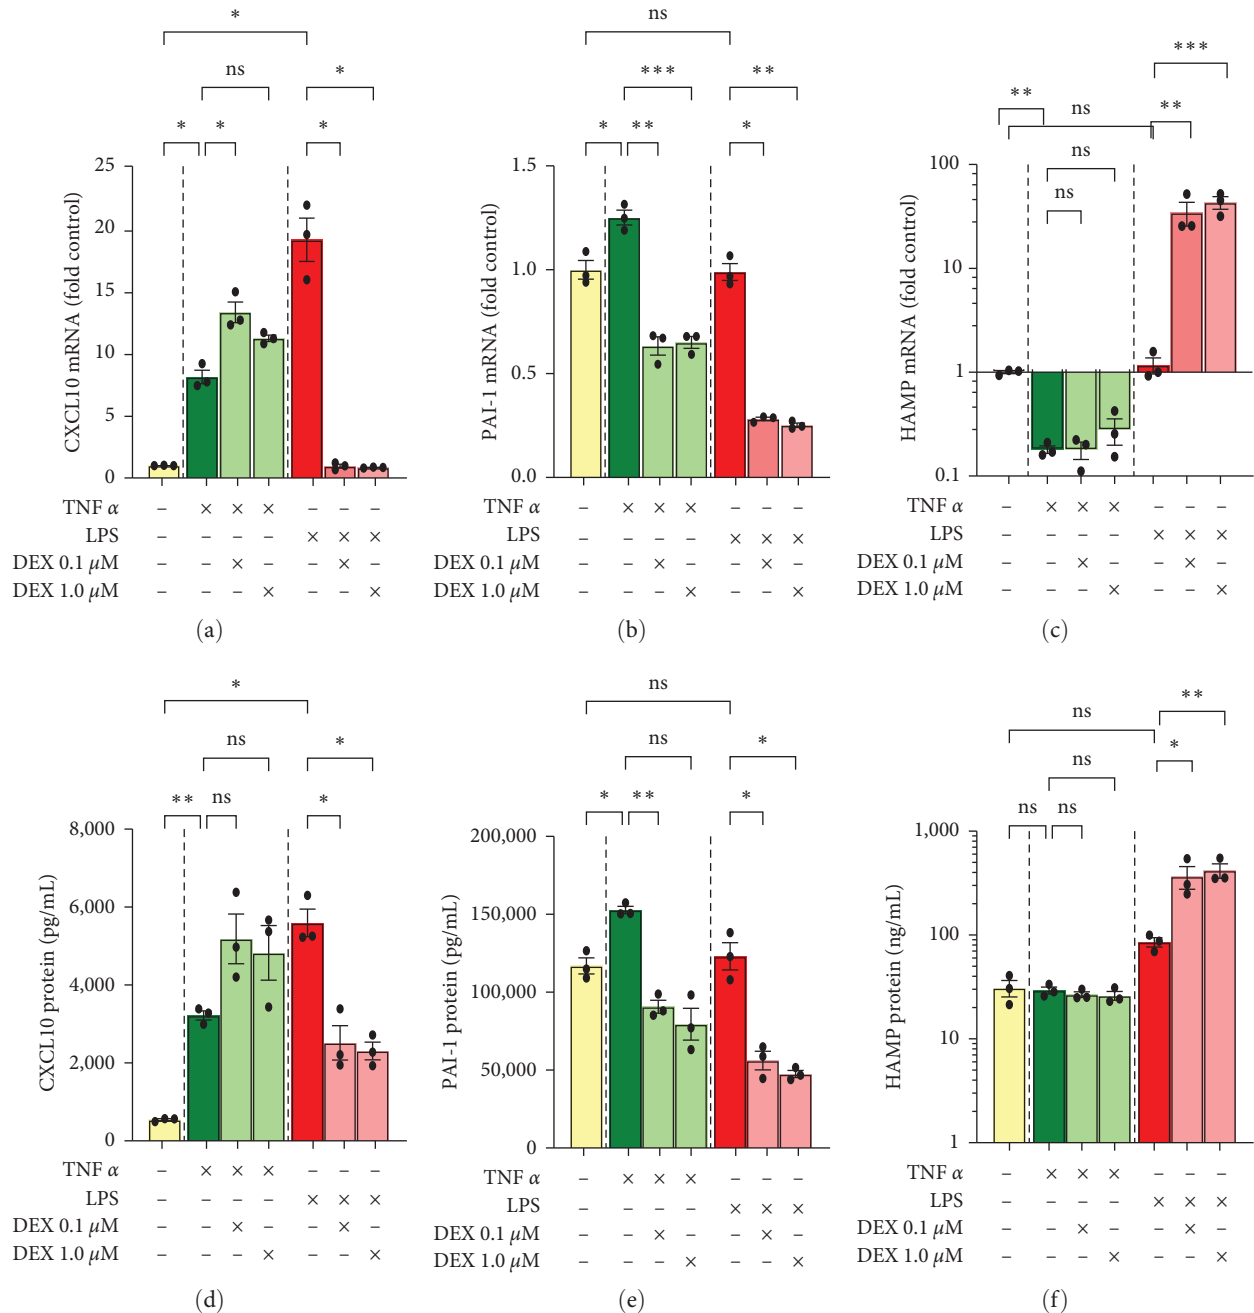 *
ns
*
*
*
*
25
20
15
10
5
0
CXCL10 mRNA (fold control)
TNF α – × × × – – –
LPS – – – – × × ×
DEX 0.1 μM – – × – – × –
DEX 1.0 μM – – – × – – ×
(a)
ns
***
**
*
**
*
1.5
1.0
0.5
0.0
PAI-1 mRNA (fold control)
TNF α – × × × – – –
LPS – – – – × × ×
DEX 0.1 μM – – × – – × –
DEX 1.0 μM – – – × – – ×
(b)
***
**
ns
**
ns
ns
100
10
1
0.1
HAMP mRNA (fold control)
TNF α – × × × – – –
LPS – – – – × × ×
DEX 0.1 μM – – × – – × –
DEX 1.0 μM – – – × – – ×
(c)
*
ns
*
**
ns
*
8,000
6,000
4,000
2,000
0
CXCL10 protein (pg/mL)
TNF α – × × × – – –
LPS – – – – × × ×
DEX 0.1 μM – – × – – × –
DEX 1.0 μM – – – × – – ×
(d)
ns
ns
*
*
**
*
200,000
150,000
100,000
50,000
0
PAI-1 protein (pg/mL)
TNF α – × × × – – –
LPS – – – – × × ×
DEX 0.1 μM – – × – – × –
DEX 1.0 μM – – – × – – ×
(e)
**
ns
*
ns
ns
ns
1,000
100
10
1
HAMP protein (ng/mL)
TNF α – × × × – – –
LPS – – – – × × ×
DEX 0.1 μM – – × – – × –
DEX 1.0 μM – – – × – – ×
(f)